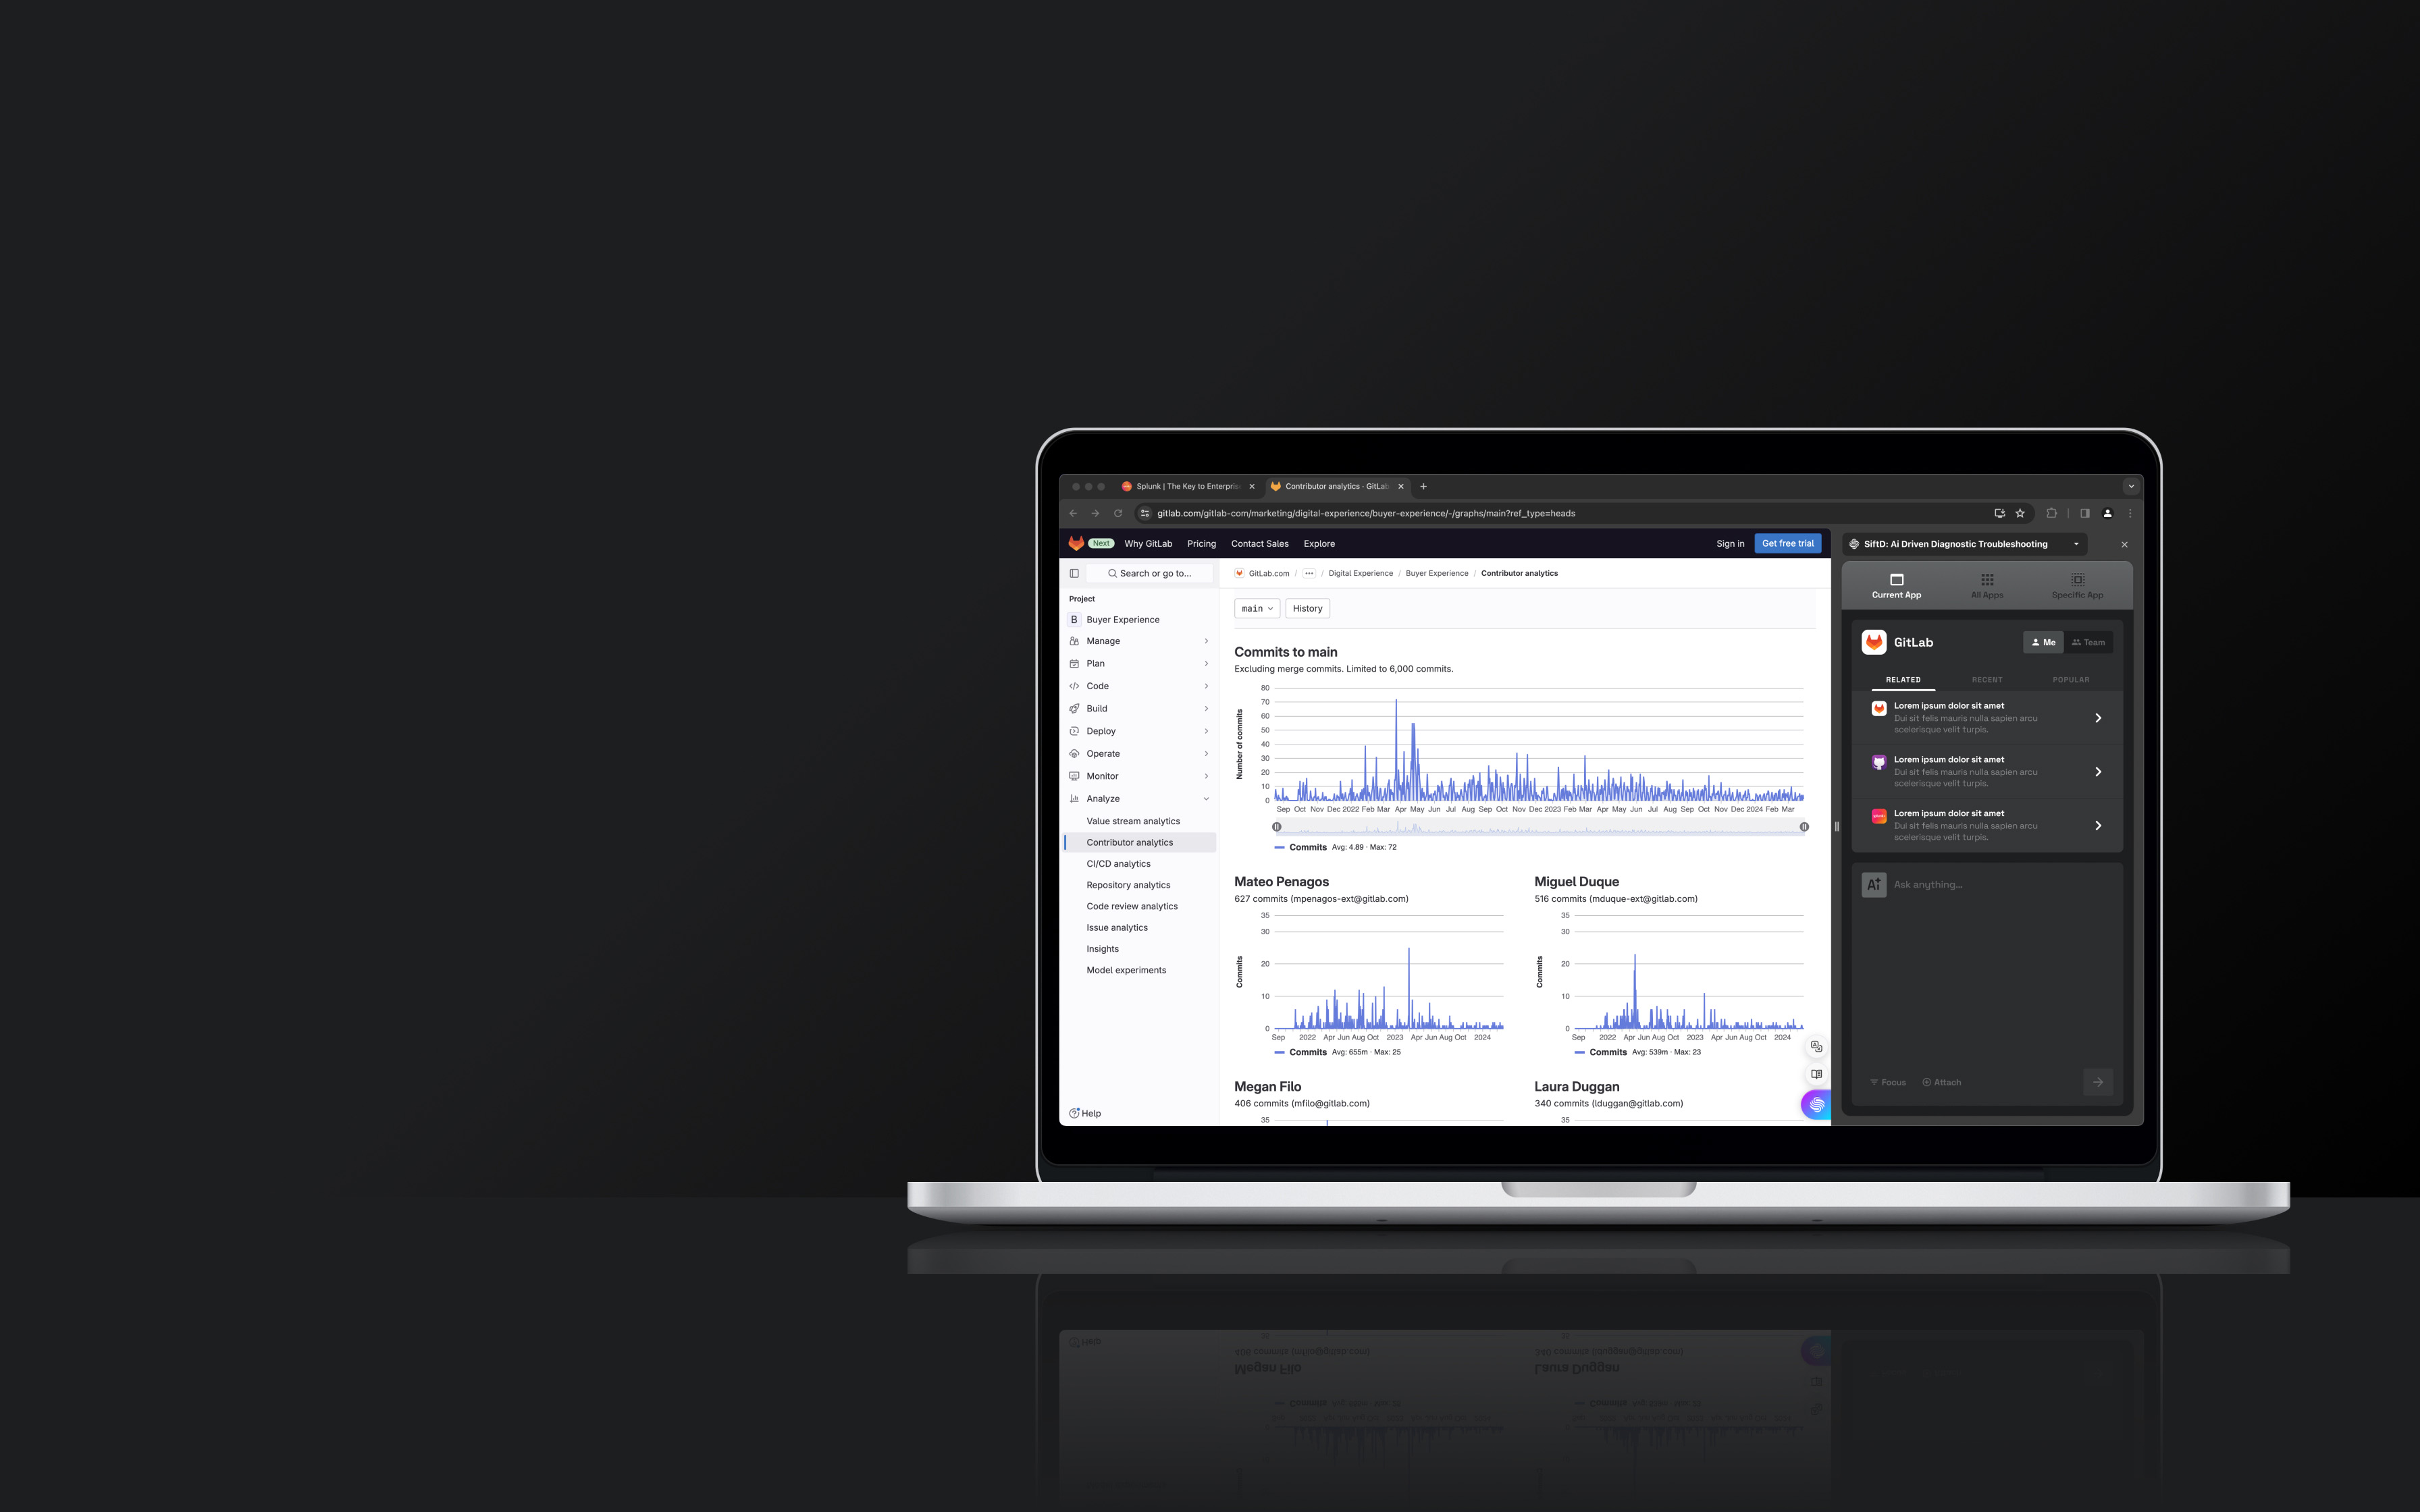 Splunk | The Key to Enterpris
Contributor analytics · GitLab
gitlab.com/gitlab-com/marketing/digital-experience/buyer-experience/-/graphs/main?ref_type=heads
Next
Why GitLab
Pricing
Contact Sales
Explore
Sign in
Get free trial
Search or go to...
Project
B Buyer Experience
Manage
Plan
Code
Build
Deploy
Operate
Monitor
Analyze
Value stream analytics
Contributor analytics
CI/CD analytics
Repository analytics
Code review analytics
Issue analytics
Insights
Model experiments
Help
GitLab.com / ··· / Digital Experience / Buyer Experience / Contributor analytics
main
History
Commits to main
Excluding merge commits. Limited to 6,000 commits.
Number of commits
80
70
60
50
40
30
20
10
0
Sep Oct Nov Dec 2022 Feb Mar Apr May Jun Jul Aug Sep Oct Nov Dec 2023 Feb Mar Apr May Jun Jul Aug Sep Oct Nov Dec 2024 Feb Mar
Commits Avg: 4.89 · Max: 72
Mateo Penagos
627 commits (mpenagos-ext@gitlab.com)
Commits
35
30
20
10
0
Sep 2022 Apr Jun Aug Oct 2023 Apr Jun Aug Oct 2024
Commits Avg: 655m · Max: 25
Miguel Duque
516 commits (mduque-ext@gitlab.com)
Commits
35
30
20
10
0
Sep 2022 Apr Jun Aug Oct 2023 Apr Jun Aug Oct 2024
Commits Avg: 539m · Max: 23
Megan Filo
406 commits (mfilo@gitlab.com)
35
Laura Duggan
340 commits (lduggan@gitlab.com)
35
SiftD: Ai Driven Diagnostic Troubleshooting
Current App
All Apps
Specific App
GitLab
Me
Team
RELATED
RECENT
POPULAR
Lorem ipsum dolor sit amet
Dui sit felis mauris nulla sapien arcu
scelerisque velit turpis.
Lorem ipsum dolor sit amet
Dui sit felis mauris nulla sapien arcu
scelerisque velit turpis.
Lorem ipsum dolor sit amet
Dui sit felis mauris nulla sapien arcu
scelerisque velit turpis.
Ai
Ask anything...
Focus
Attach